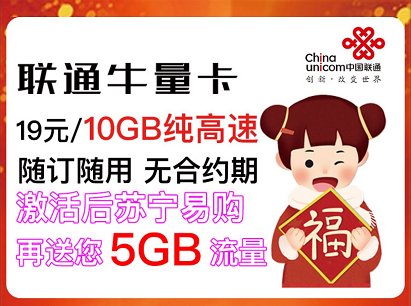 China
unicom中国联通
创新·改变世界
联通牛量卡
19元/10GB纯高速
随订随用 无合约期
激活后苏宁易购
再送您 5GB 流量
福